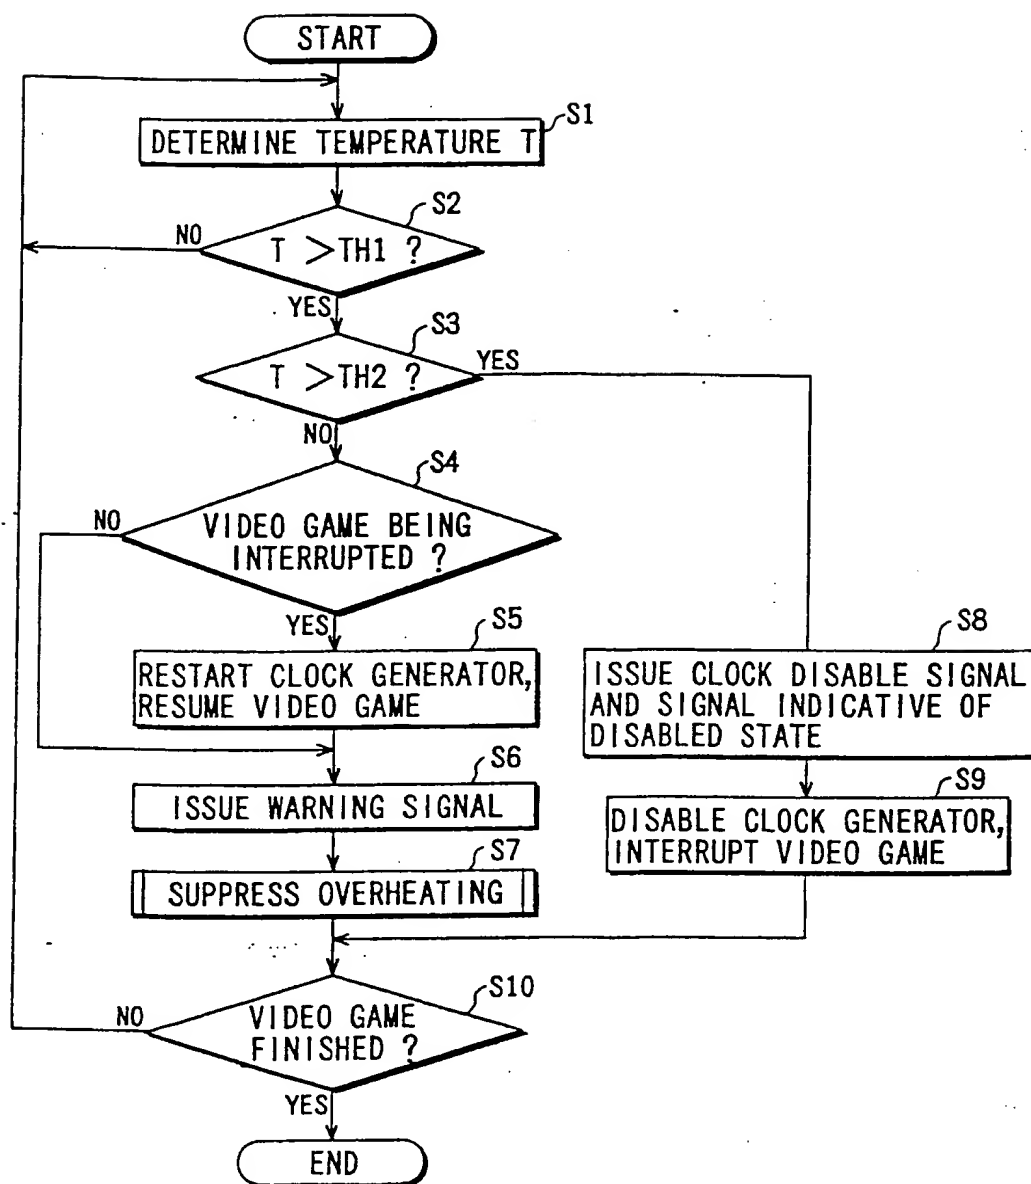 START
S1
DETERMINE TEMPERATURE T
S2
NO
T >TH1 ?
YES
S3
YES
T >TH2 ?
NO
S4
NO
VIDEO GAME BEING
INTERRUPTED ?
YES
S5
RESTART CLOCK GENERATOR,
RESUME VIDEO GAME
S8
ISSUE CLOCK DISABLE SIGNAL
AND SIGNAL INDICATIVE OF
DISABLED STATE
S6
ISSUE WARNING SIGNAL
S9
DISABLE CLOCK GENERATOR,
INTERRUPT VIDEO GAME
S7
SUPPRESS OVERHEATING
S10
NO
VIDEO GAME
FINISHED ?
YES
END